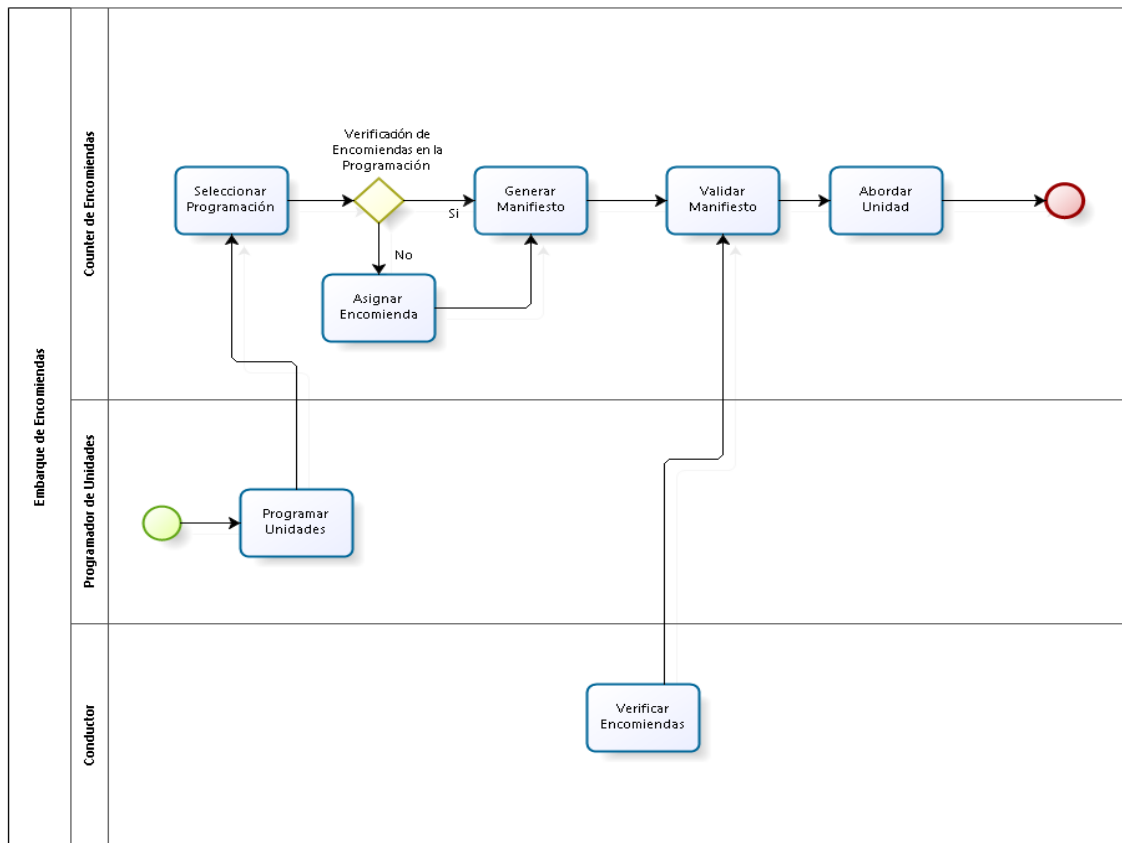 Embarque de Encomiendas
Counter de Encomiendas
Verificación de
Encomiendas en la
Programación
Seleccionar
Programación
Si
No
Generar
Manifiesto
Validar
Manifiesto
Abordar
Unidad
Asignar
Encomienda
Programador de Unidades
Programar
Unidades
Conductor
Verificar
Encomiendas